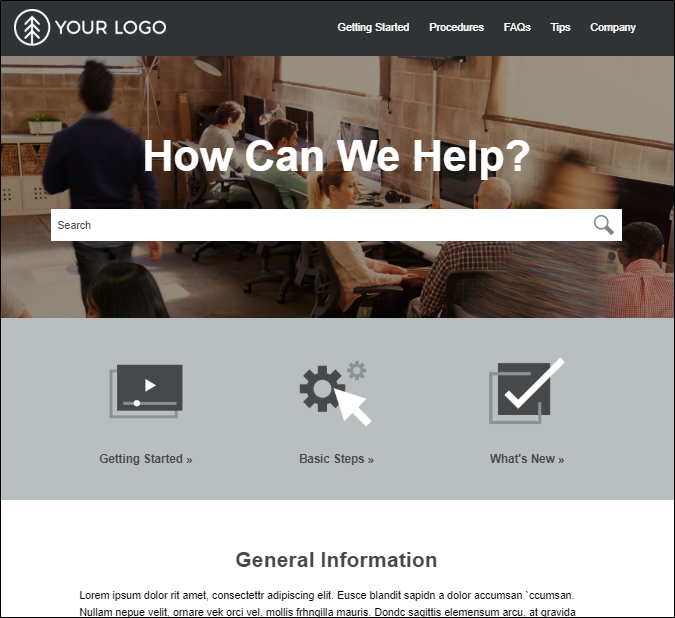 YOUR LOGO
Getting Started Procedures FAQs Tips Company
How Can We Help?
Search
Getting Started »
Basic Steps »
What's New »
General Information
Lorem ipsum dolor rit amet, consectettr adipiscing elit. Eusce blandit sapidn a dolor accumsan `ccumsan.
Nullam nepue velit, ornare vek orci vel, mollis frhngilla mauris. Dondc sagittis elemensum arcu, at gravida